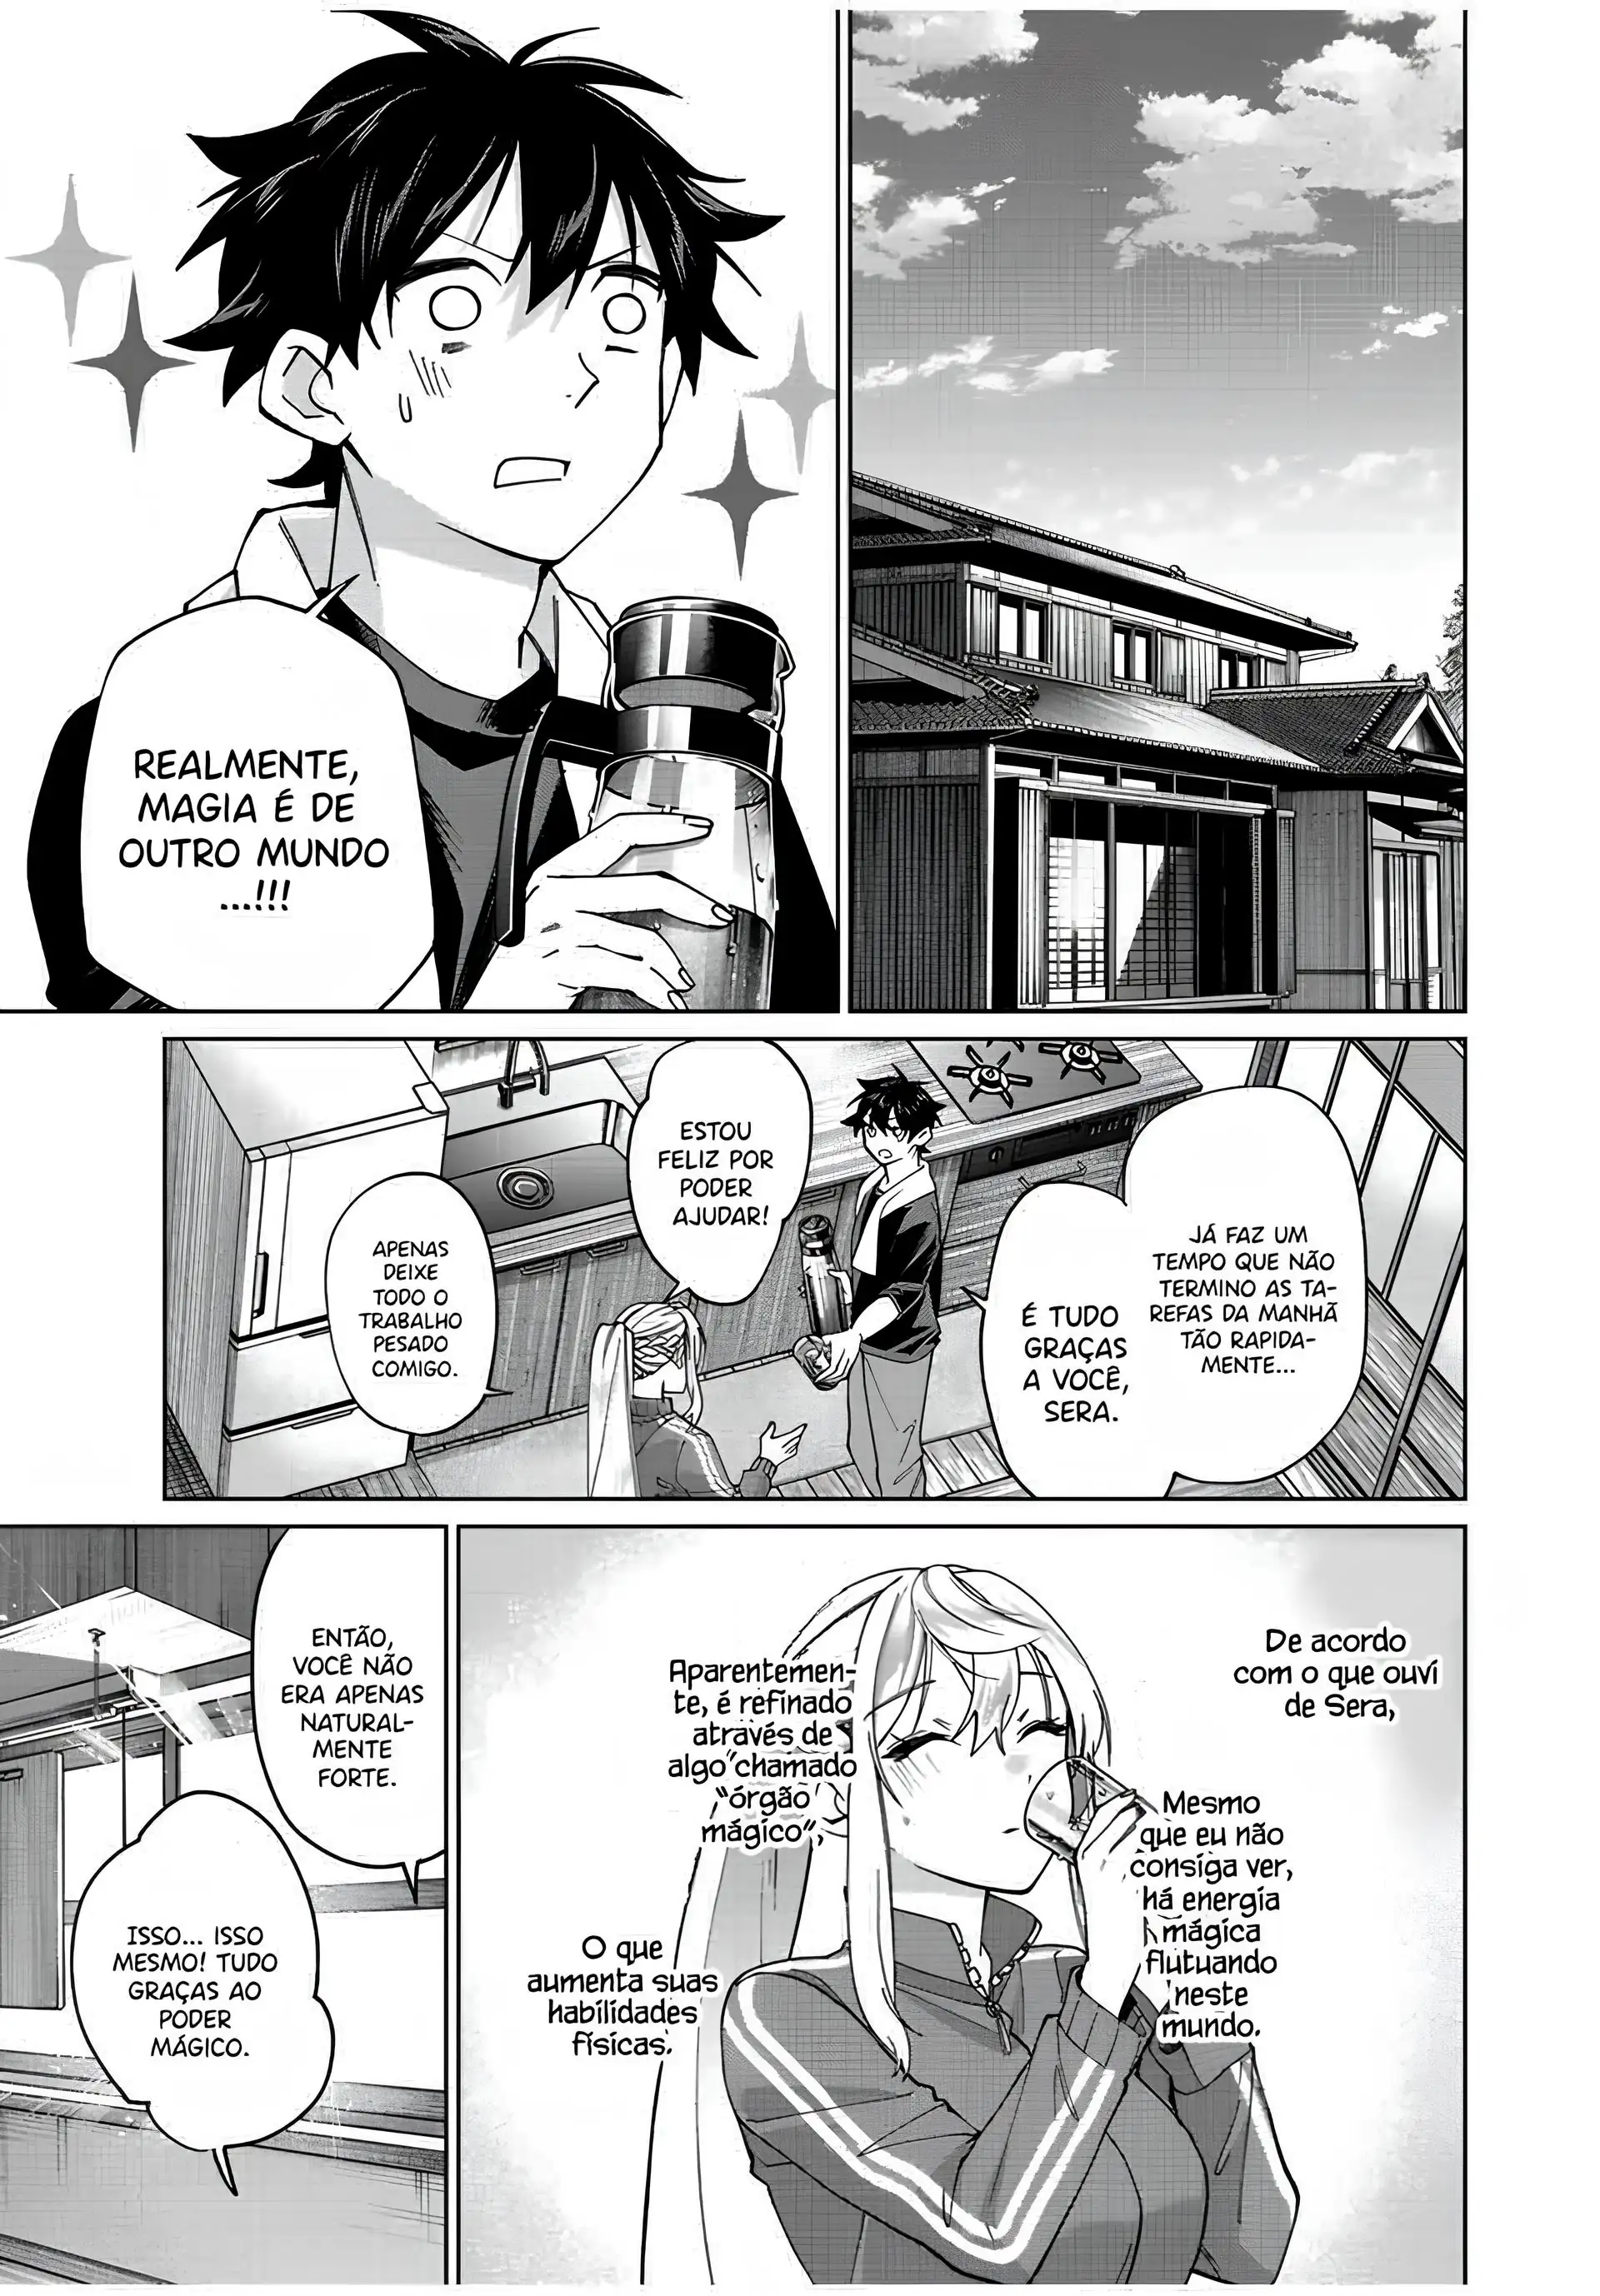 REALMENTE,
MAGIA É DE
OUTRO MUNDO
...!!!
JÁ FAZ UM
TEMPO QUE NÃO
TERMINO AS TA-
REFAS DA MANHÃ
TÃO RAPIDA-
MENTE...
É TUDO
GRAÇAS
A VOCÊ,
SERA.
ESTOU
FELIZ POR
PODER
AJUDAR!
APENAS
DEIXE
TODO O
TRABALHO
PESADO
COMIGO.
De acordo
com o que ouvi
de Sera,
Mesmo
que eu não
consiga ver,
há energia
mágica
flutuando
neste
mundo.
Aparentemen-
te, é refinado
através de
algo"chamado
"órgão
mágico",
O que
aumenta suas
habilidades
físicas.
ENTÃO,
VOCÊ NÃO
ERA APENAS
NATURAL-
MENTE
FORTE.
ISSO... ISSO
MESMO! TUDO
GRAÇAS AO
PODER
MÁGICO.